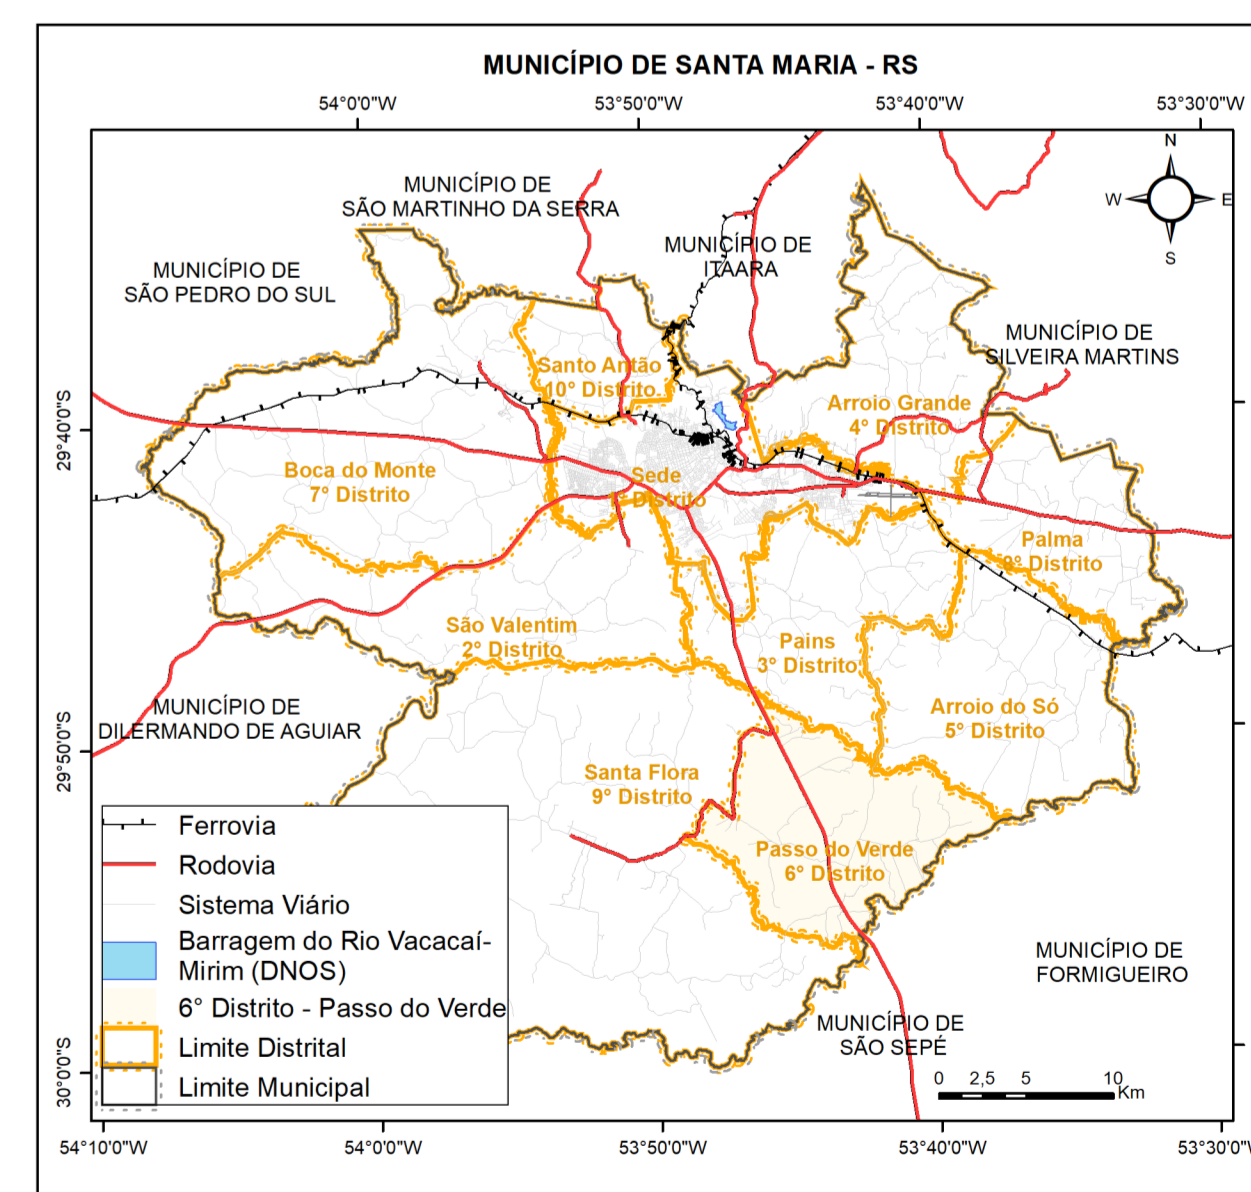 MUNICÍPIO DE SANTA MARIA - RS
54°0'0"W
53°50'0"W
53°40'0"W
53°30'0"W
N
W
E
S
MUNICÍPIO DE
SÃO MARTINHO DA SERRA
MUNICÍPIO DE
ITAARA
MUNICÍPIO DE
SÃO PEDRO DO SUL
MUNICÍPIO DE
SILVEIRA MARTINS
Santo Antão
10° Distrito
Arroio Grande
4° Distrito
29°40'0"S
Boca do Monte
7° Distrito
Sede
1° Distrito
Palma
8° Distrito
São Valentim
2° Distrito
Pains
3° Distrito
MUNICÍPIO DE
DILERMANDO DE AGUIAR
Arroio do Só
5° Distrito
29°50'0"S
Santa Flora
9° Distrito
Passo do Verde
6° Distrito
Ferrovia
Rodovia
Sistema Viário
Barragem do Rio Vacacaí-
Mirim (DNOS)
6° Distrito - Passo do Verde
Limite Distrital
Limite Municipal
MUNICÍPIO DE
FORMIGUEIRO
MUNICÍPIO DE
SÃO SEPÉ
30°0'0"S
0 2,5 5 10
Km
54°10'0"W
54°0'0"W
53°50'0"W
53°40'0"W
53°30'0"W